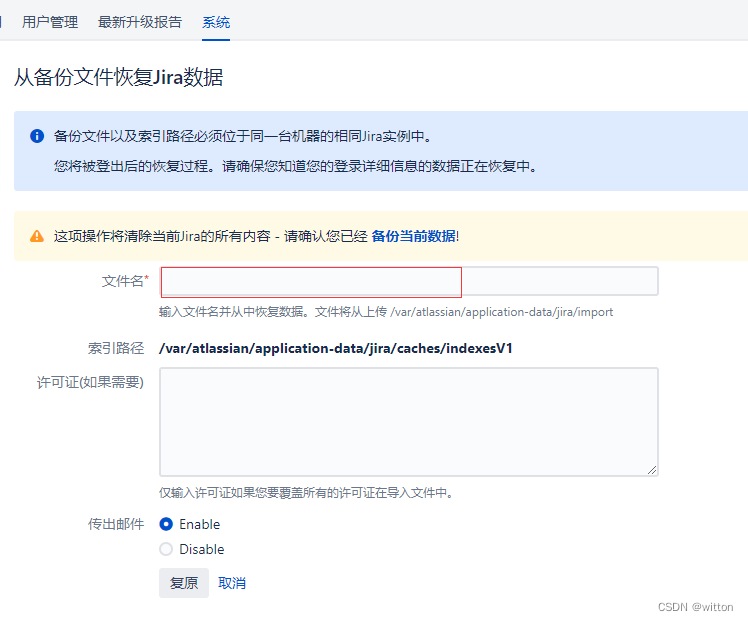 用户管理 最新升级报告 系统
从备份文件恢复Jira数据
备份文件以及索引路径必须位于同一台机器的相同Jira实例中。
您将被登出后的恢复过程。请确保您知道您的登录详细信息的数据正在恢复中。
这项操作将清除当前Jira的所有内容 - 请确认您已经 备份当前数据!
文件名*
输入文件名并从中恢复数据。文件将从上传 /var/atlassian/application-data/jira/import
索引路径 /var/atlassian/application-data/jira/caches/indexesV1
许可证(如果需要)
仅输入许可证如果您要覆盖所有的许可证在导入文件中。
传出邮件 Enable
Disable
复原 取消
CSDN @witton